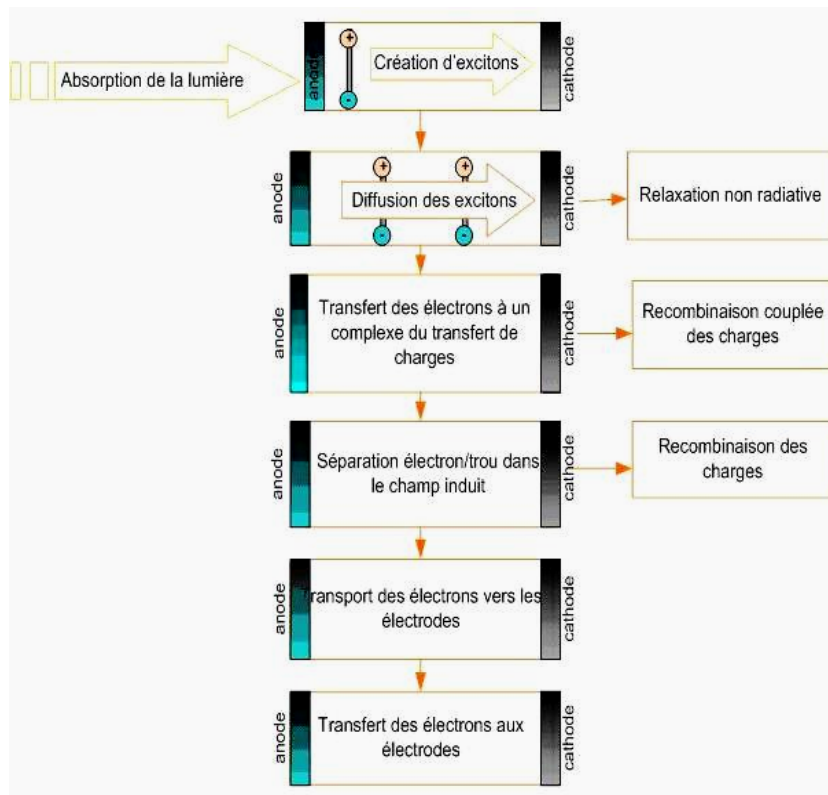 Absorption de la lumière
anode
+
-
Création d'excitons
cathode
anode
+
+
Diffusion des excitons
-
-
cathode
Relaxation non radiative
anode
Transfert des électrons à un
complexe du transfert de
charges
cathode
Recombinaison couplée
des charges
anode
Séparation électron/trou dans
le champ induit
cathode
Recombinaison des
charges
anode
Transport des électrons vers les
électrodes
cathode
anode
Transfert des électrons aux
électrodes
cathode